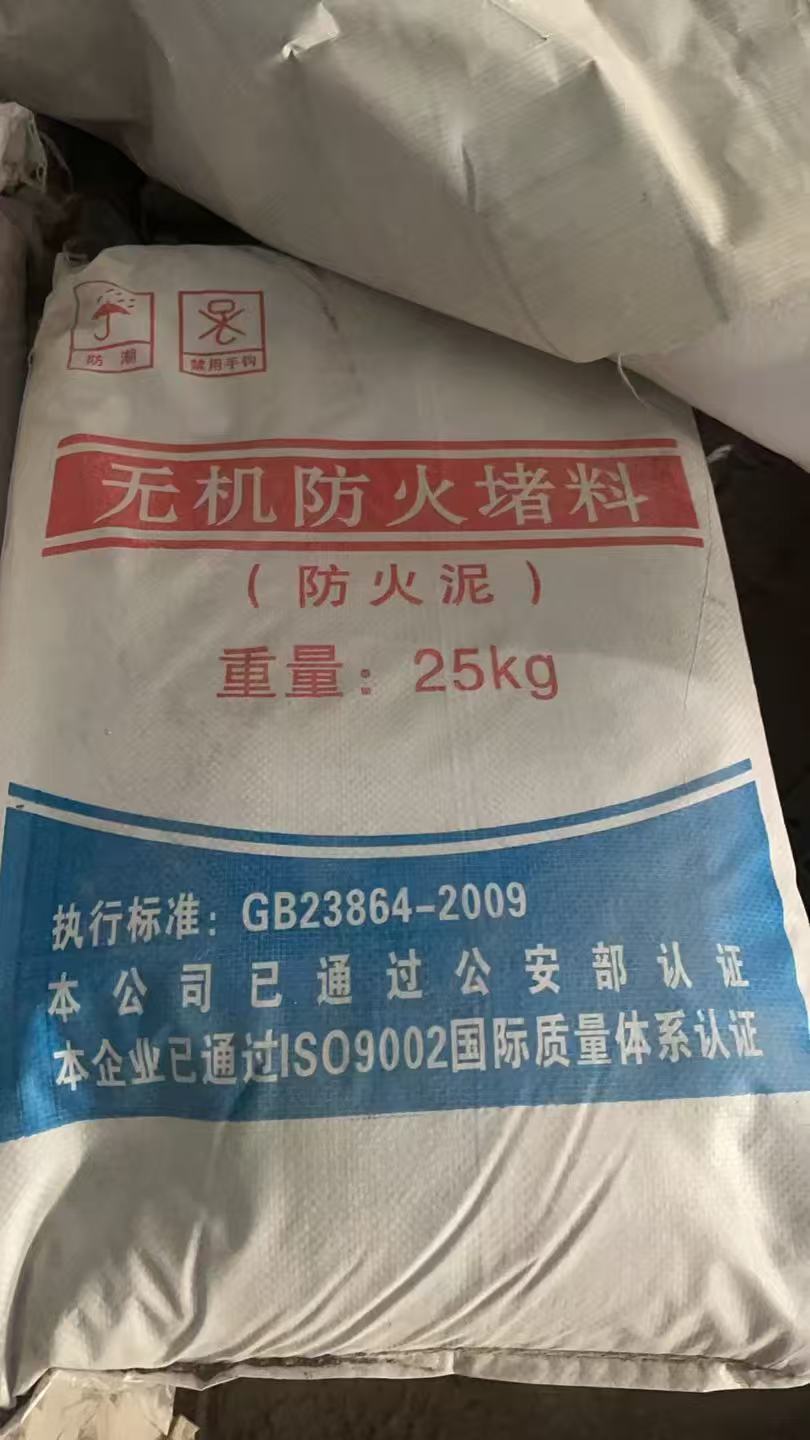 防潮 禁用手钩
无机防火堵料
（防火泥）
重量：25kg
执行标准：GB23864-2009
本公司已通过公安部认证
本企业已通过ISO9002国际质量体系认证